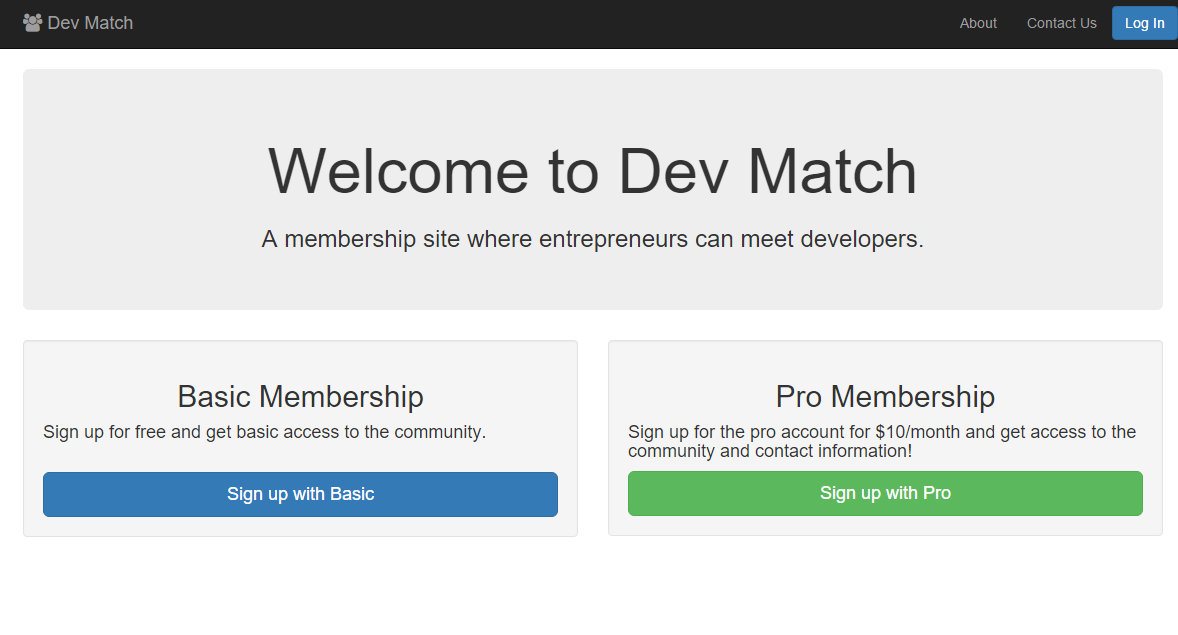 Dev Match
About
Contact Us
Log In
Welcome to Dev Match
A membership site where entrepreneurs can meet developers.
Basic Membership
Sign up for free and get basic access to the community.
Sign up with Basic
Pro Membership
Sign up for the pro account for $10/month and get access to the
community and contact information!
Sign up with Pro